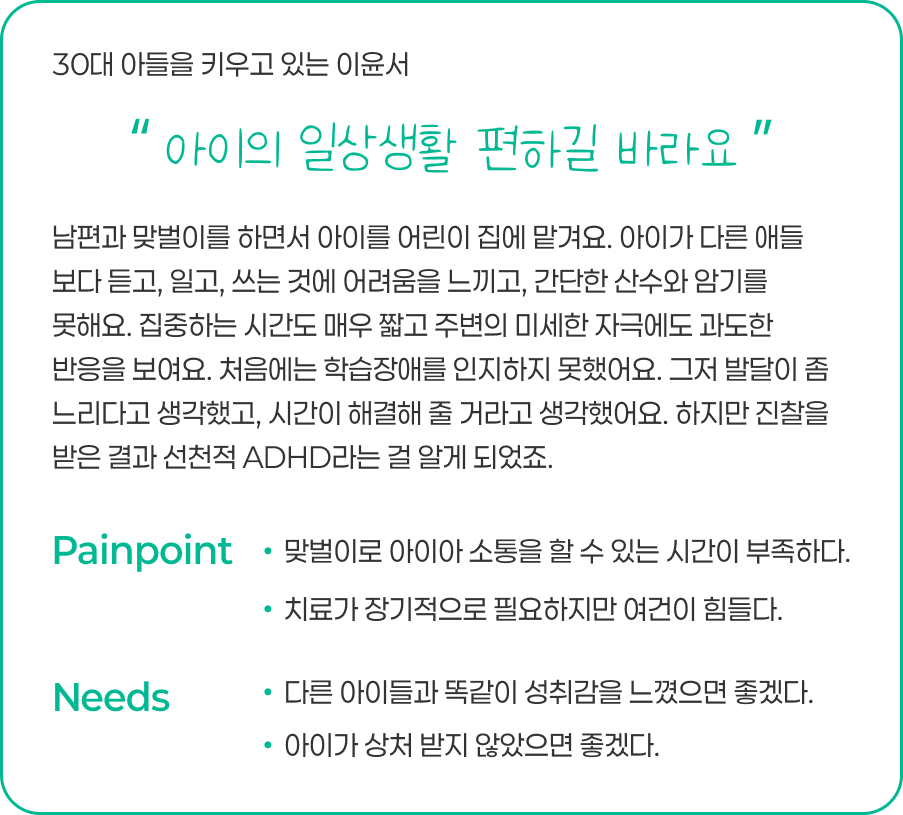 30대 아들을 키우고 있는 이윤서
“ 아이의 일상생활 편하길 바라요 ”
남편과 맞벌이를 하면서 아이를 어린이 집에 맡겨요. 아이가 다른 애들
보다 듣고, 일고, 쓰는 것에 어려움을 느끼고, 간단한 산수와 암기를
못해요. 집중하는 시간도 매우 짧고 주변의 미세한 자극에도 과도한
반응을 보여요. 처음에는 학습장애를 인지하지 못했어요. 그저 발달이 좀
느리다고 생각했고, 시간이 해결해 줄 거라고 생각했어요. 하지만 진찰을
받은 결과 선천적 ADHD라는 걸 알게 되었죠.
Painpoint
• 맞벌이로 아이아 소통을 할 수 있는 시간이 부족하다.
• 치료가 장기적으로 필요하지만 여건이 힘들다.
Needs
• 다른 아이들과 똑같이 성취감을 느꼈으면 좋겠다.
• 아이가 상처 받지 않았으면 좋겠다.